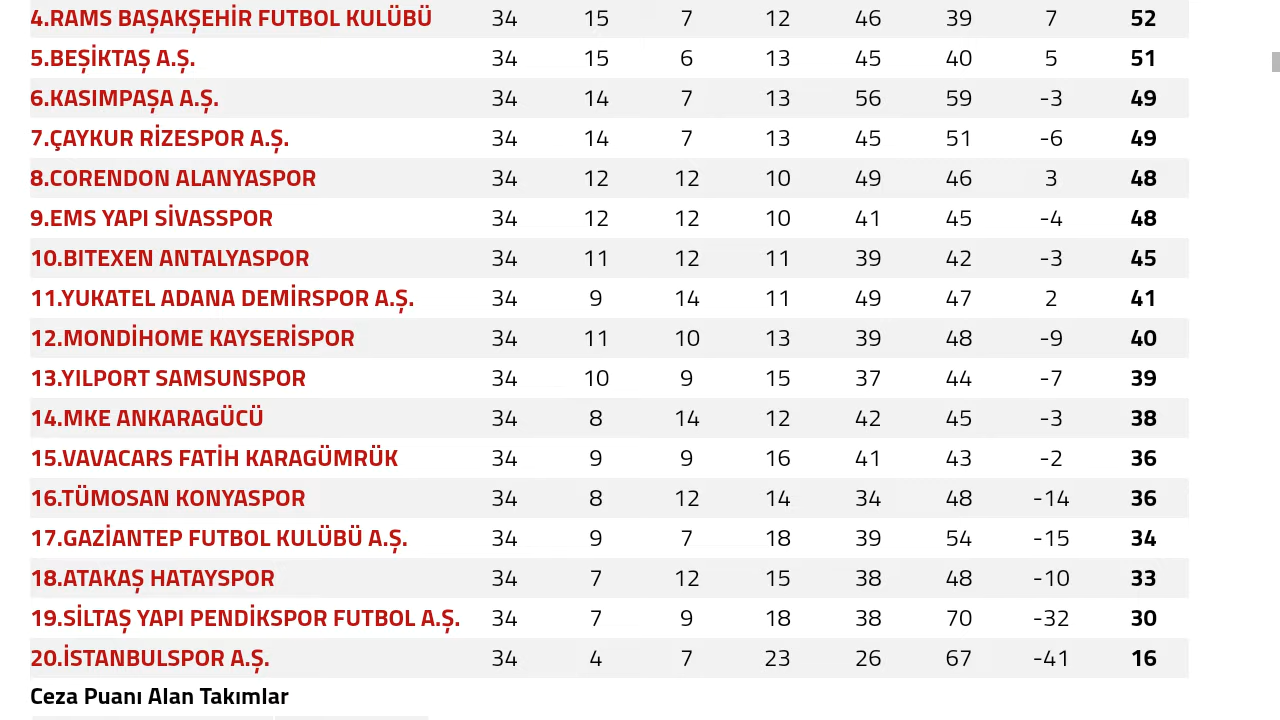 4.RAMS BAŞAKŞEHİR FUTBOL KULÜBÜ 34 15 7 12 46 39 7 52
5.BEŞİKTAŞ A.Ş. 34 15 6 13 45 40 5 51
6.KASIMPAŞA A.Ş. 34 14 7 13 56 59 -3 49
7.ÇAYKUR RİZESPOR A.Ş. 34 14 7 13 45 51 -6 49
8.CORENDON ALANYASPOR 34 12 12 10 49 46 3 48
9.EMS YAPI SİVASSPOR 34 12 12 10 41 45 -4 48
10.BITEXEN ANTALYASPOR 34 11 12 11 39 42 -3 45
11.YUKATEL ADANA DEMİRSPOR A.Ş. 34 9 14 11 49 47 2 41
12.MONDİHOME KAYSERİSPOR 34 11 10 13 39 48 -9 40
13.YILPORT SAMSUNSPOR 34 10 9 15 37 44 -7 39
14.MKE ANKARAGÜCÜ 34 8 14 12 42 45 -3 38
15.VAVACARS FATİH KARAGÜMRÜK 34 9 9 16 41 43 -2 36
16.TÜMOSAN KONYASPOR 34 8 12 14 34 48 -14 36
17.GAZİANTEP FUTBOL KULÜBÜ A.Ş. 34 9 7 18 39 54 -15 34
18.ATAKAŞ HATAYSPOR 34 7 12 15 38 48 -10 33
19.SİLTAŞ YAPI PENDİKSPOR FUTBOL A.Ş. 34 7 9 18 38 70 -32 30
20.İSTANBULSPOR A.Ş. 34 4 7 23 26 67 -41 16
Ceza Puanı Alan Takımlar